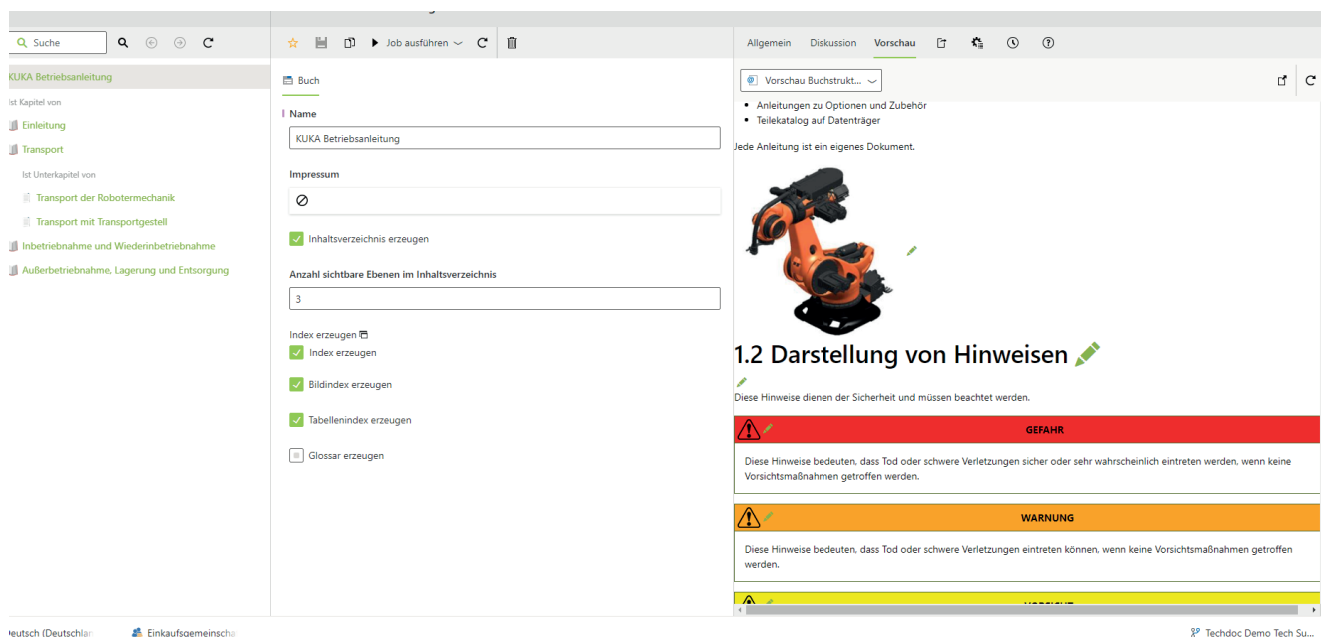 Suche
Job ausführen
Allgemein Diskussion Vorschau
KUKA Betriebsanleitung
Ist Kapitel von
Einleitung
Transport
Ist Unterkapitel von
Transport der Robotermechanik
Transport mit Transportgestell
Inbetriebnahme und Wiederinbetriebnahme
Außerbetriebnahme, Lagerung und Entsorgung
Buch
Name
KUKA Betriebsanleitung
Impressum
Inhaltsverzeichnis erzeugen
Anzahl sichtbare Ebenen im Inhaltsverzeichnis
3
Index erzeugen
Index erzeugen
Bildindex erzeugen
Tabellenindex erzeugen
Glossar erzeugen
Vorschau Buchstrukt...
Anleitungen zu Optionen und Zubehör
Teilekatalog auf Datenträger
Jede Anleitung ist ein eigenes Dokument.
1.2 Darstellung von Hinweisen
Diese Hinweise dienen der Sicherheit und müssen beachtet werden.
GEFAHR
Diese Hinweise bedeuten, dass Tod oder schwere Verletzungen sicher oder sehr wahrscheinlich eintreten werden, wenn keine
Vorsichtsmaßnahmen getroffen werden.
WARNUNG
Diese Hinweise bedeuten, dass Tod oder schwere Verletzungen eintreten können, wenn keine Vorsichtsmaßnahmen getroffen
werden.
Techdoc Demo Tech Su...